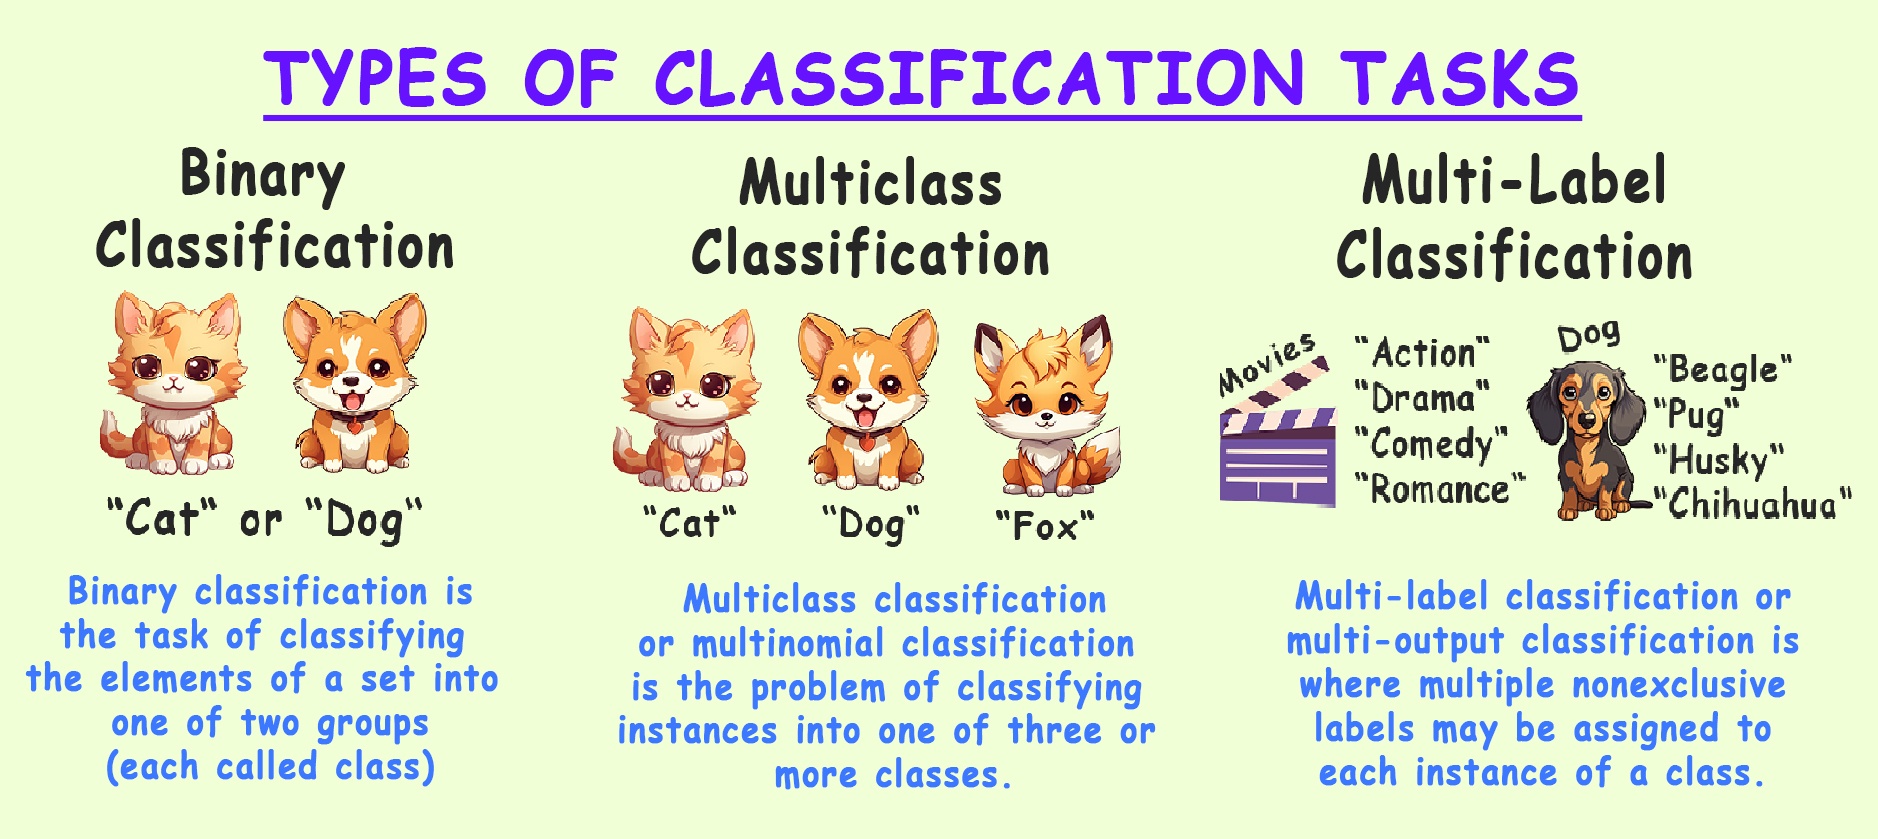 TYPES OF CLASSIFICATION TASKS
Binary
Classification
"Cat" or "Dog"
Binary classification is
the task of classifying
the elements of a set into
one of two groups
(each called class)
Multiclass
Classification
"Cat"
"Dog"
"Fox"
Multiclass classification
or multinomial classification
is the problem of classifying
instances into one of three or
more classes.
Multi-Label
Classification
Movies
"Action"
"Drama"
"Comedy"
"Romance"
Dog
"Beagle"
"Pug"
"Husky"
"Chihuahua"
Multi-label classification or
multi-output classification is
where multiple nonexclusive
labels may be assigned to
each instance of a class.